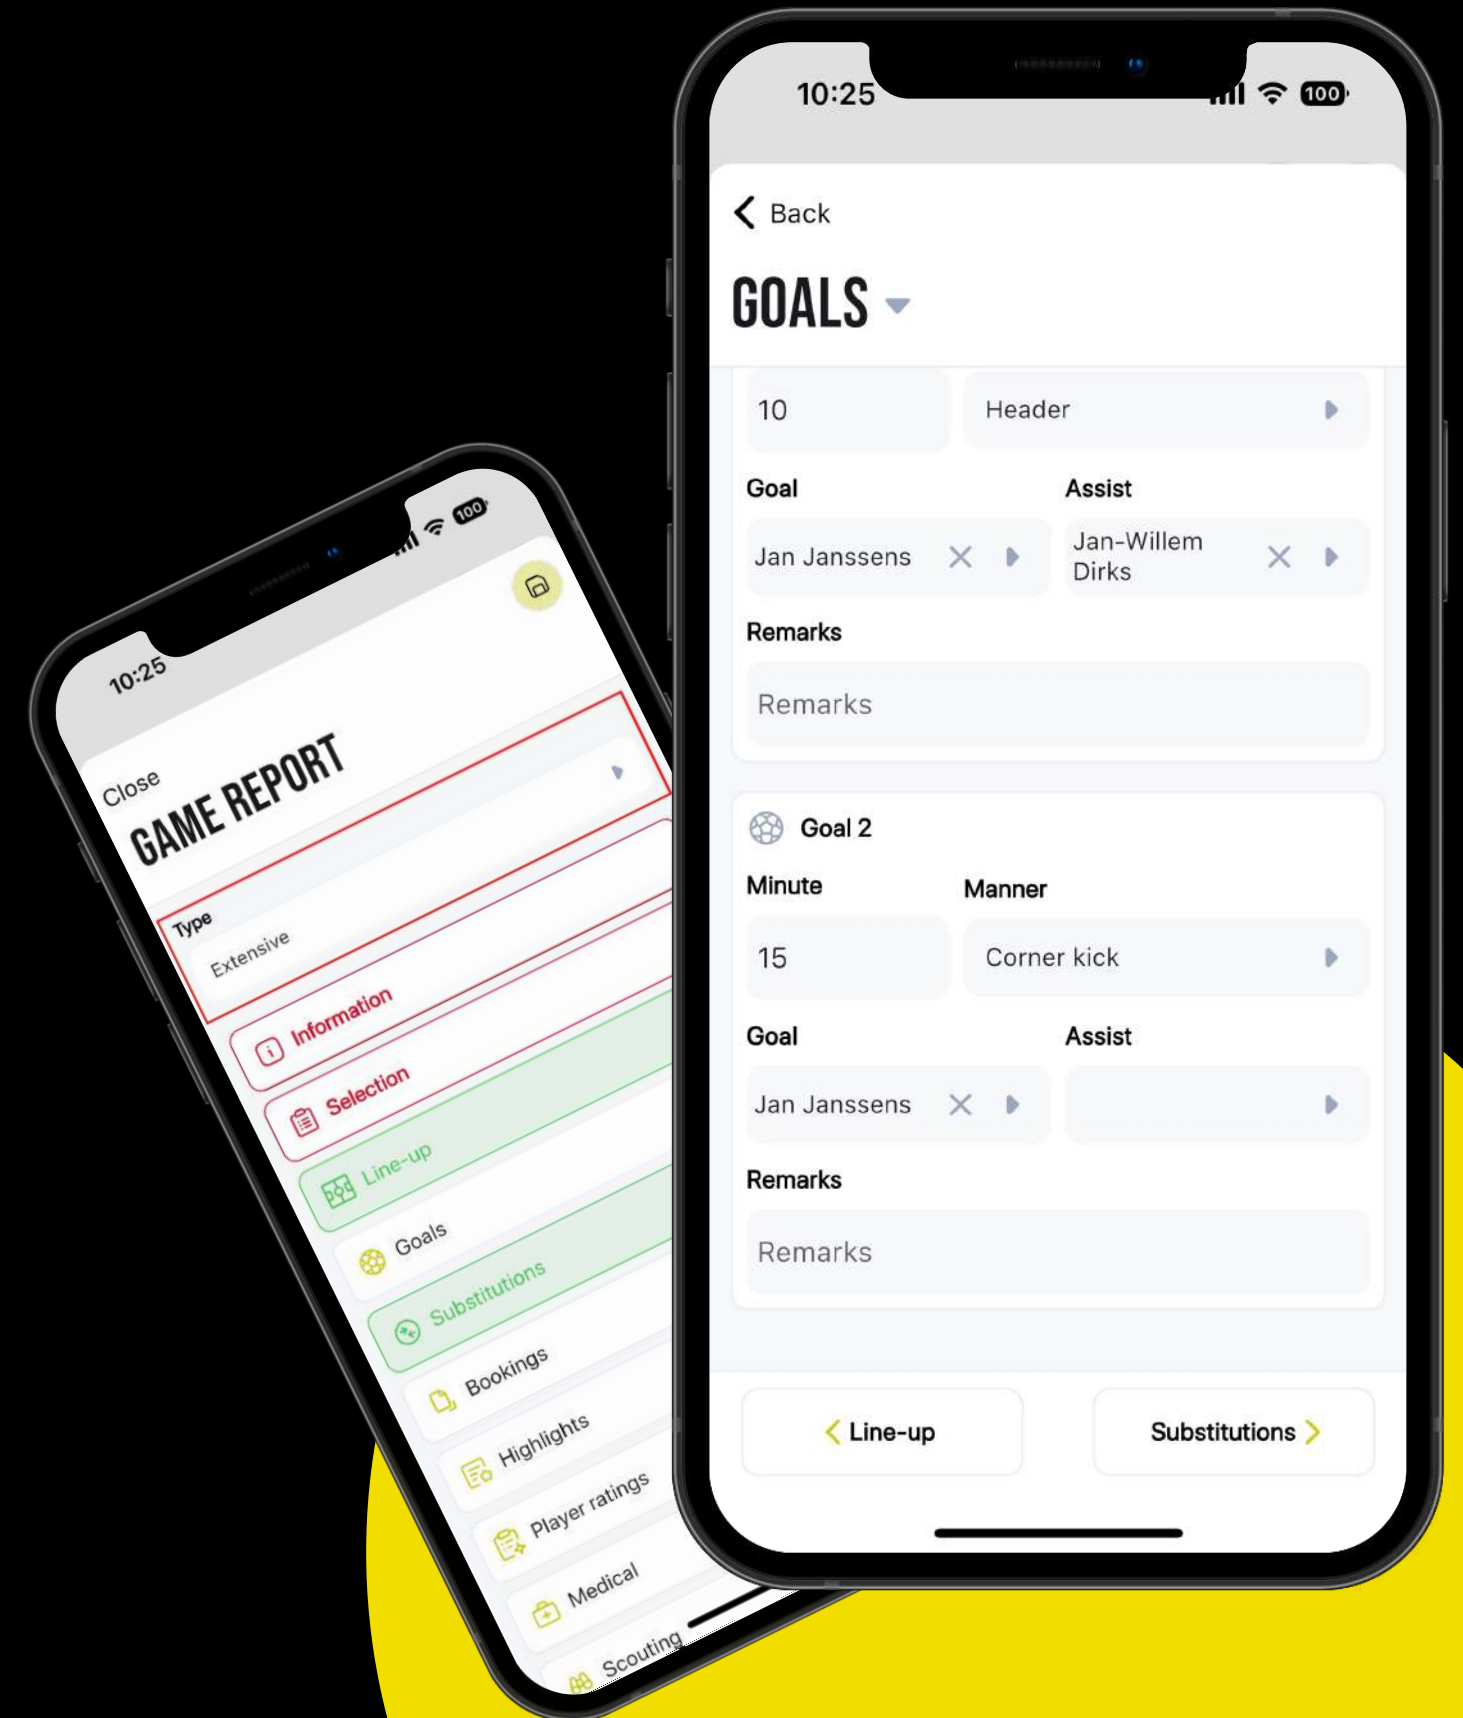 10:25
100
Close
GAME REPORT
Type
Extensive
Information
Selection
Line-up
Goals
Substitutions
Bookings
Highlights
Player ratings
Medical
Scouting
10:25
100
Back
GOALS
10
Header
Goal
Assist
Jan Janssens
Jan-Willem
Dirks
Remarks
Remarks
Goal 2
Minute
Manner
15
Corner kick
Goal
Assist
Jan Janssens
Remarks
Remarks
Line-up
Substitutions